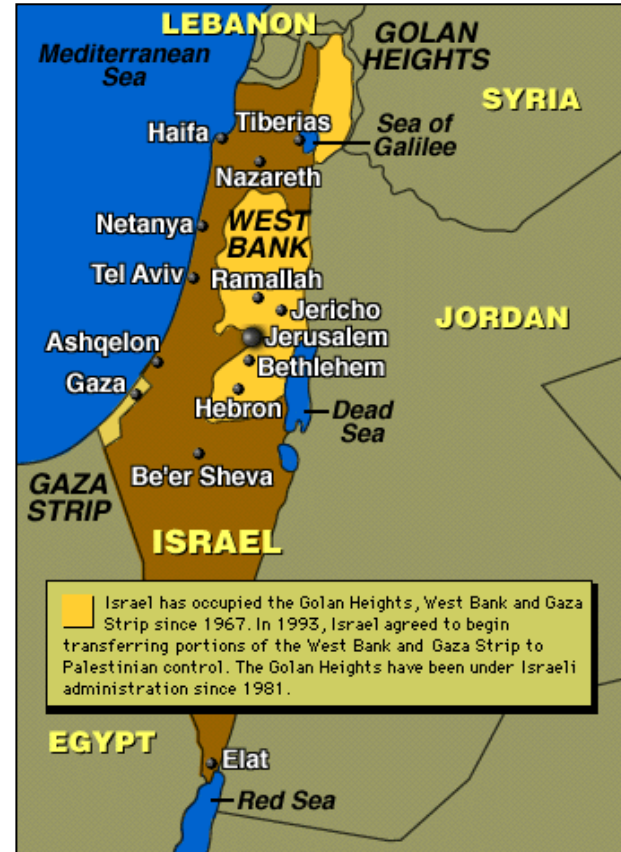 LEBANON
GOLAN
HEIGHTS
Mediterranean
Sea
SYRIA
Haifa
Tiberias
Sea of
Galilee
Nazareth
Netanya
WEST
BANK
Tel Aviv
Ramallah
Jericho
JORDAN
Jerusalem
Ashqelon
Bethlehem
Gaza
Hebron
Dead
Sea
Be'er Sheva
GAZA
STRIP
ISRAEL
Israel has occupied the Golan Heights, West Bank and Gaza
Strip since 1967. In 1993, Israel agreed to begin
transferring portions of the West Bank and Gaza Strip to
Palestinian control. The Golan Heights have been under Israeli
administration since 1981.
EGYPT
Elat
Red Sea